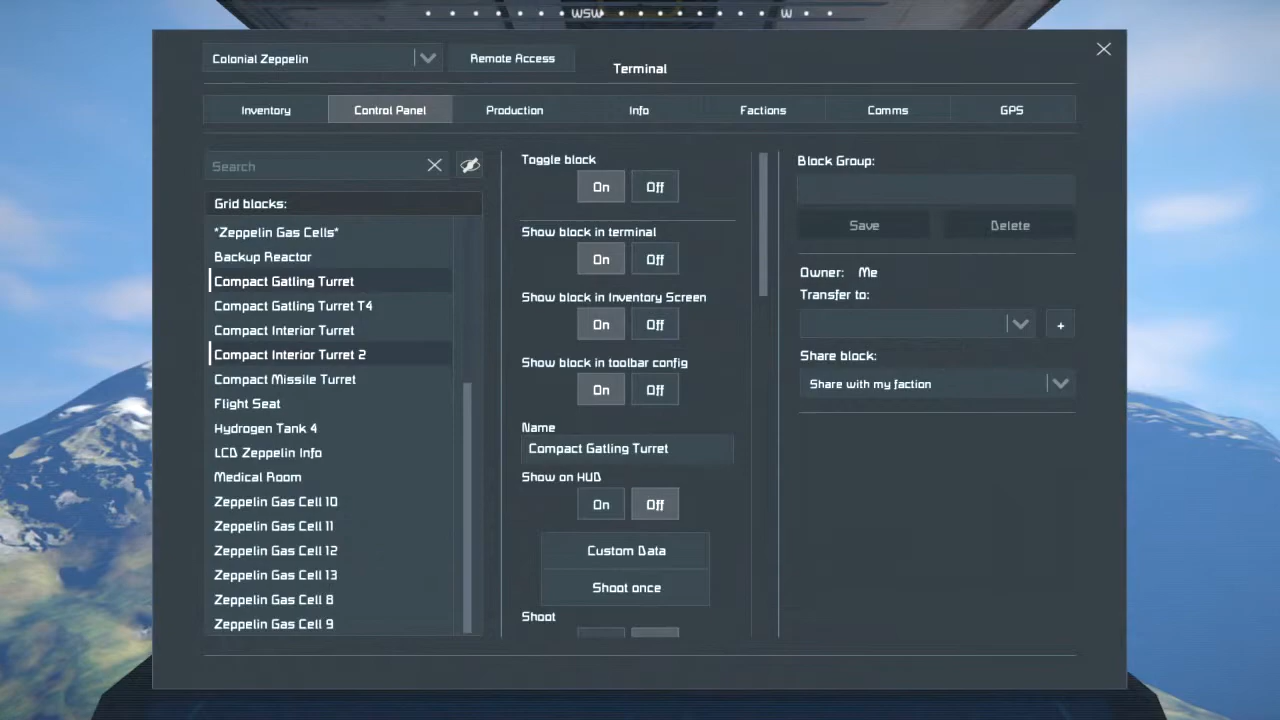 WSW W
Colonial Zeppelin Remote Access
Terminal
Inventory Control Panel Production Info Factions Comms GPS
Search
Grid blocks:
*Zeppelin Gas Cells*
Backup Reactor
Compact Gatling Turret
Compact Gatling Turret T4
Compact Interior Turret
Compact Interior Turret 2
Compact Missile Turret
Flight Seat
Hydrogen Tank 4
LCD Zeppelin Info
Medical Room
Zeppelin Gas Cell 10
Zeppelin Gas Cell 11
Zeppelin Gas Cell 12
Zeppelin Gas Cell 13
Zeppelin Gas Cell 8
Zeppelin Gas Cell 9
Toggle block
On Off
Show block in terminal
On Off
Show block in Inventory Screen
On Off
Show block in toolbar config
On Off
Name
Compact Gatling Turret
Show on HUD
On Off
Custom Data
Shoot once
Shoot
Block Group:
Save Delete
Owner: Me
Transfer to:
+
Share block:
Share with my faction